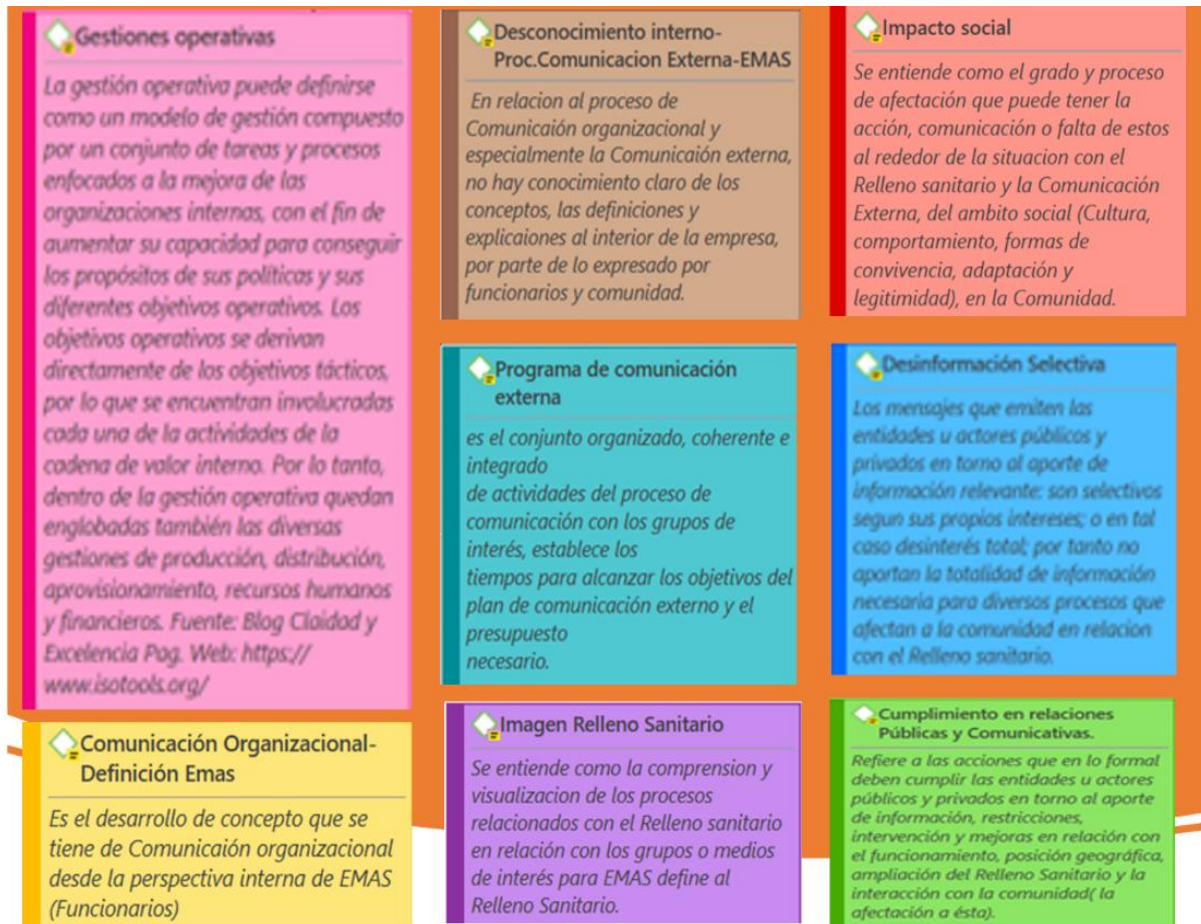 Gestiones operativas
La gestión operativa puede definirse
como un modelo de gestión compuesto
por un conjunto de tareas y procesos
enfocados a la mejora de las
organizaciones internas, con el fin de
aumentar su capacidad para conseguir
los propósitos de sus políticas y sus
diferentes objetivos operativos. Los
objetivos operativos se derivan
directamente de los objetivos tácticos,
por lo que se encuentran involucradas
cada una de la actividades de la
cadena de valor interno. Por lo tanto,
dentro de la gestión operativa quedan
englobadas también las diversas
gestiones de producción, distribución,
aprovisionamiento, recursos humanos
y financieros. Fuente: Blog Claidad y
Excelencia Pag. Web: https://
www.isotools.org/
Comunicación Organizacional-
Definición Emas
Es el desarrollo de concepto que se
tiene de Comunicaión organizacional
desde la perspectiva interna de EMAS
(Funcionarios)
Desconocimiento interno-
Proc.Comunicacion Externa-EMAS
En relacion al proceso de
Comunicaión organizacional y
especialmente la Comunicaión externa,
no hay conocimiento claro de los
conceptos, las definiciones y
explicaiones al interior de la empresa,
por parte de lo expresado por
funcionarios y comunidad.
Programa de comunicación
externa
es el conjunto organizado, coherente e
integrado
de actividades del proceso de
comunicación con los grupos de
interés, establece los
tiempos para alcanzar los objetivos del
plan de comunicación externo y el
presupuesto
necesario.
Imagen Relleno Sanitario
Se entiende como la comprension y
visualizacion de los procesos
relacionados con el Relleno sanitario
en relación con los grupos o medios
de interés para EMAS define al
Relleno Sanitario.
Impacto social
Se entiende como el grado y proceso
de afectación que puede tener la
acción, comunicación o falta de estos
al rededor de la situacion con el
Relleno sanitario y la Comunicación
Externa, del ambito social (Cultura,
comportamiento, formas de
convivencia, adaptación y
legitimidad), en la Comunidad.
Desinformación Selectiva
Los mensajes que emiten las
entidades u actores públicos y
privados en torno al aporte de
información relevante: son selectivos
segun sus propios intereses; o en tal
caso desinterés total; por tanto no
aportan la totalidad de información
necesaria para diversos procesos que
afectan a la comunidad en relacion
con el Relleno sanitario.
Cumplimiento en relaciones
Públicas y Comunicativas.
Refiere a las acciones que en lo formal
deben cumplir las entidades u actores
públicos y privados en torno al aporte
de información, restricciones,
intervención y mejoras en relación con
el funcionamiento, posición geográfica,
ampliación del Relleno Sanitario y la
interacción con la comunidad( la
afectación a ésta).